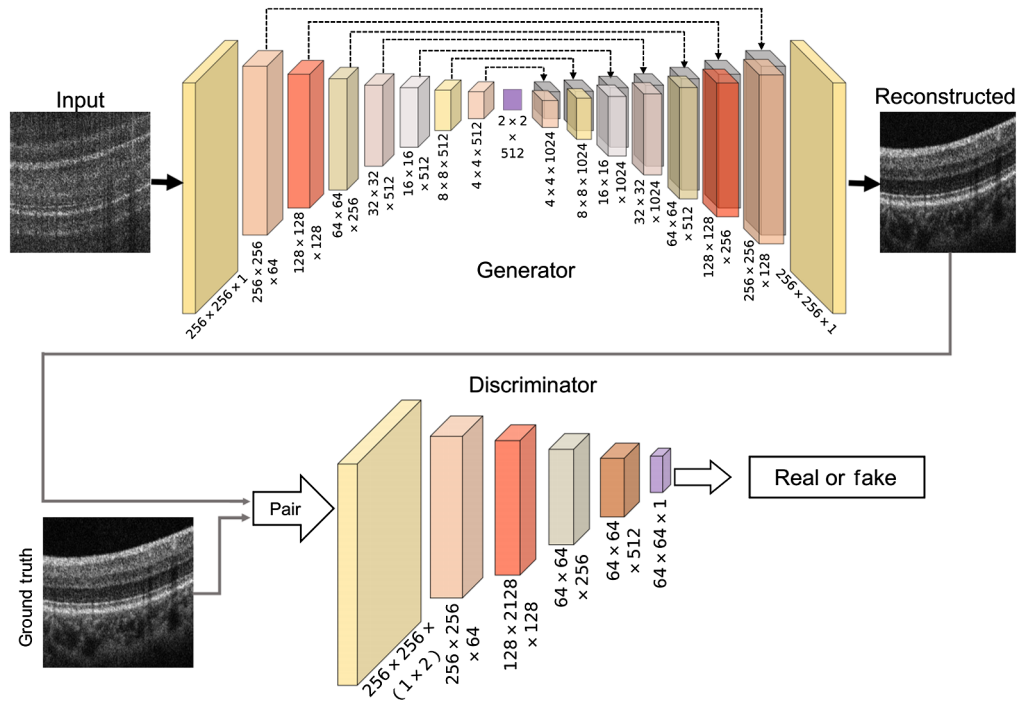 Input
Reconstructed
256 × 256 × 1
256 × 256
× 64
128 × 128
× 128
64 × 64
× 256
32 × 32
× 512
16 × 16
× 512
8 × 8 × 512
4 × 4 × 512
2 × 2
×
512
4 × 4 × 1024
8 × 8 × 1024
16 × 16
× 1024
32 × 32
× 1024
64 × 64
× 512
128 × 128
× 256
256 × 256
× 128
256 × 256 × 1
Generator
Discriminator
Pair
Ground truth
256 × 256 ×
(1 × 2)
256 × 256
× 64
128 × 2128
× 128
64 × 64
× 256
64 × 64
× 512
64 × 64 × 1
Real or fake